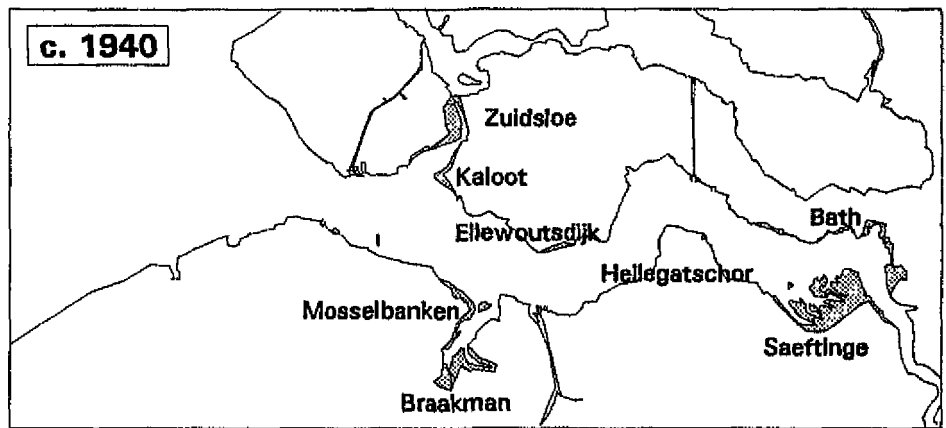 c. 1940
Zuidsloe
Kaloot
Ellewoutsdijk
Bath
Hellegatschor
Mosselbanken
Saeftinge
Braakman